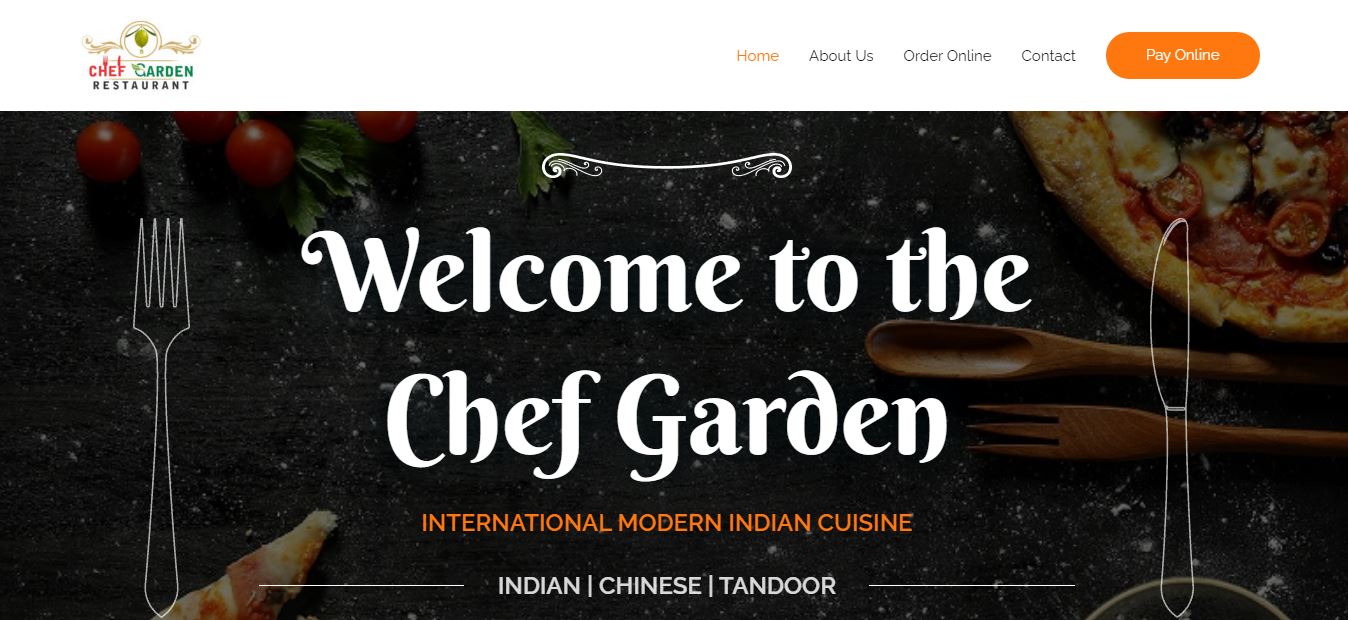 CHEF GARDEN
RESTAURANT
Home About Us Order Online Contact Pay Online
Welcome to the
Chef Garden
INTERNATIONAL MODERN INDIAN CUISINE
INDIAN | CHINESE | TANDOOR